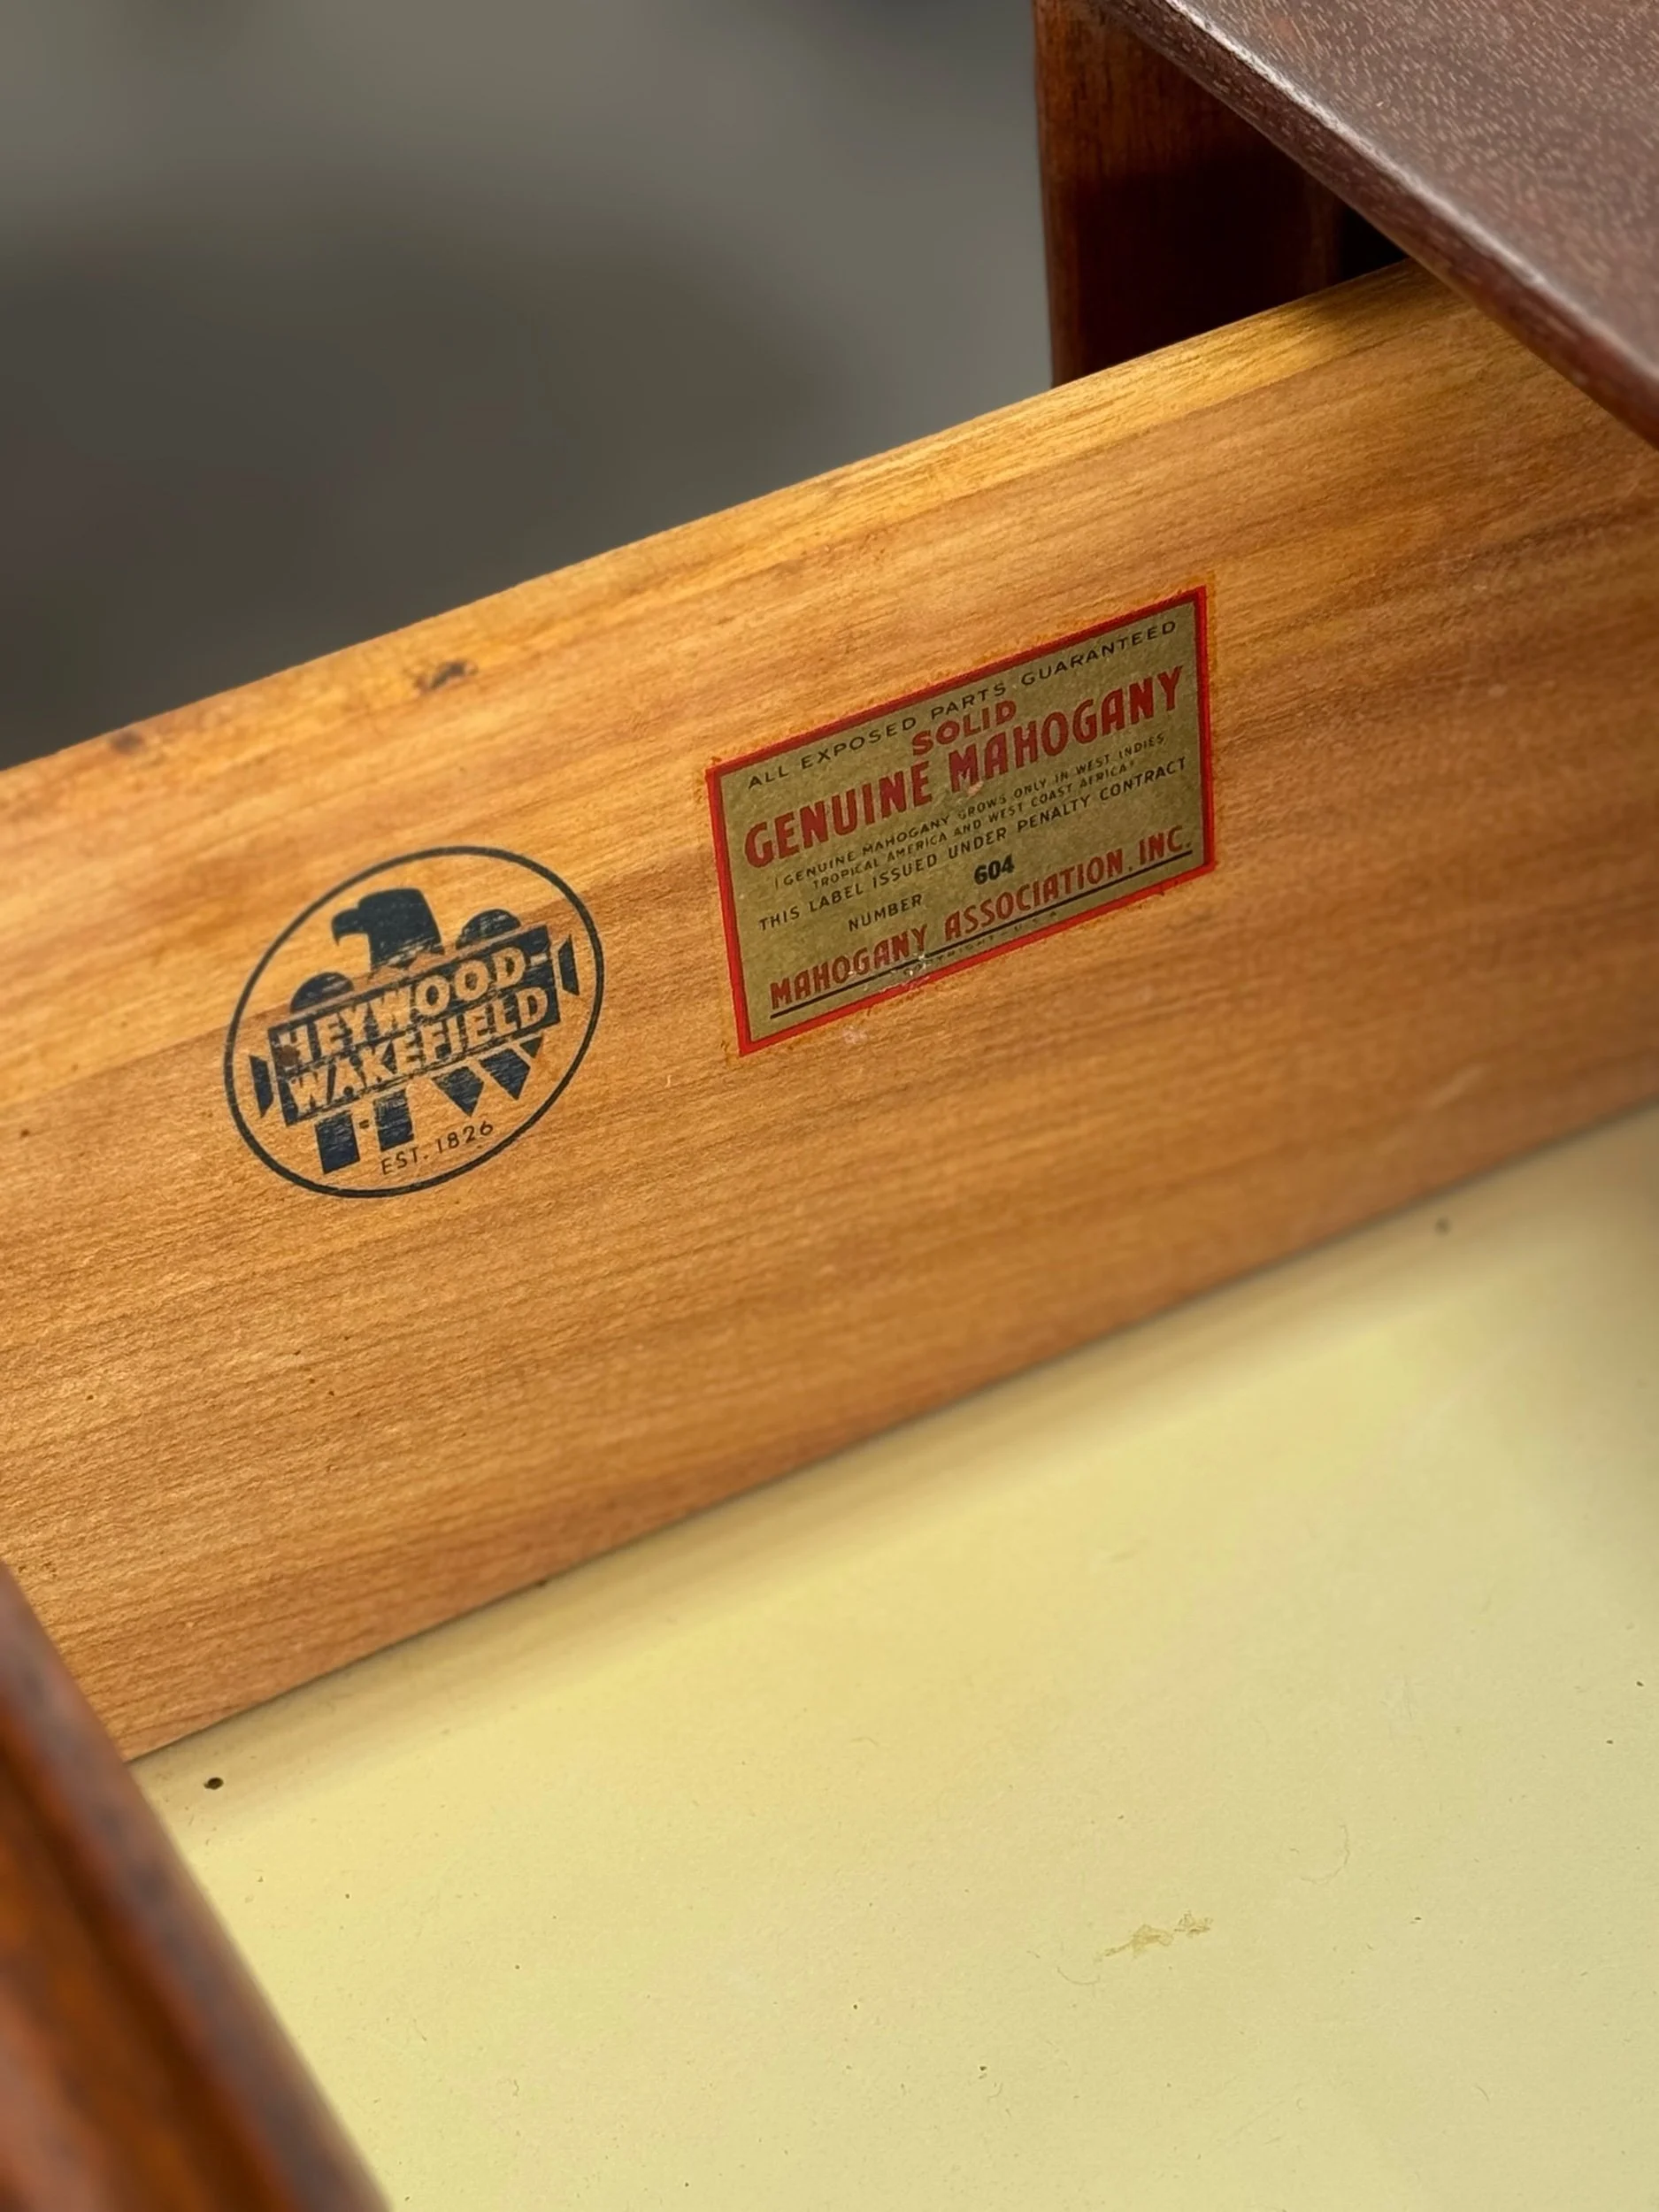 HEYWOOD-
WAKEFIELD
H-W
EST. 1826
ALL EXPOSED PARTS GUARANTEED
SOLID
GENUINE MAHOGANY
(GENUINE MAHOGANY GROWS ONLY IN WEST INDIES
TROPICAL AMERICA AND WEST COAST AFRICA)
THIS LABEL ISSUED UNDER PENALTY CONTRACT
NUMBER 604
MAHOGANY ASSOCIATION, INC.
COPYRIGHT U.S.A.